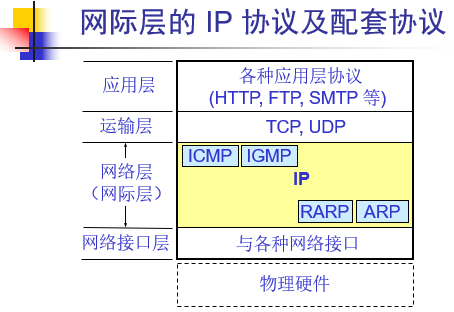 网际层的 IP 协议及配套协议
应用层
各种应用层协议
(HTTP, FTP, SMTP 等)
运输层
TCP, UDP
网络层
（网际层）
ICMP IGMP
IP
RARP ARP
网络接口层
与各种网络接口
物理硬件